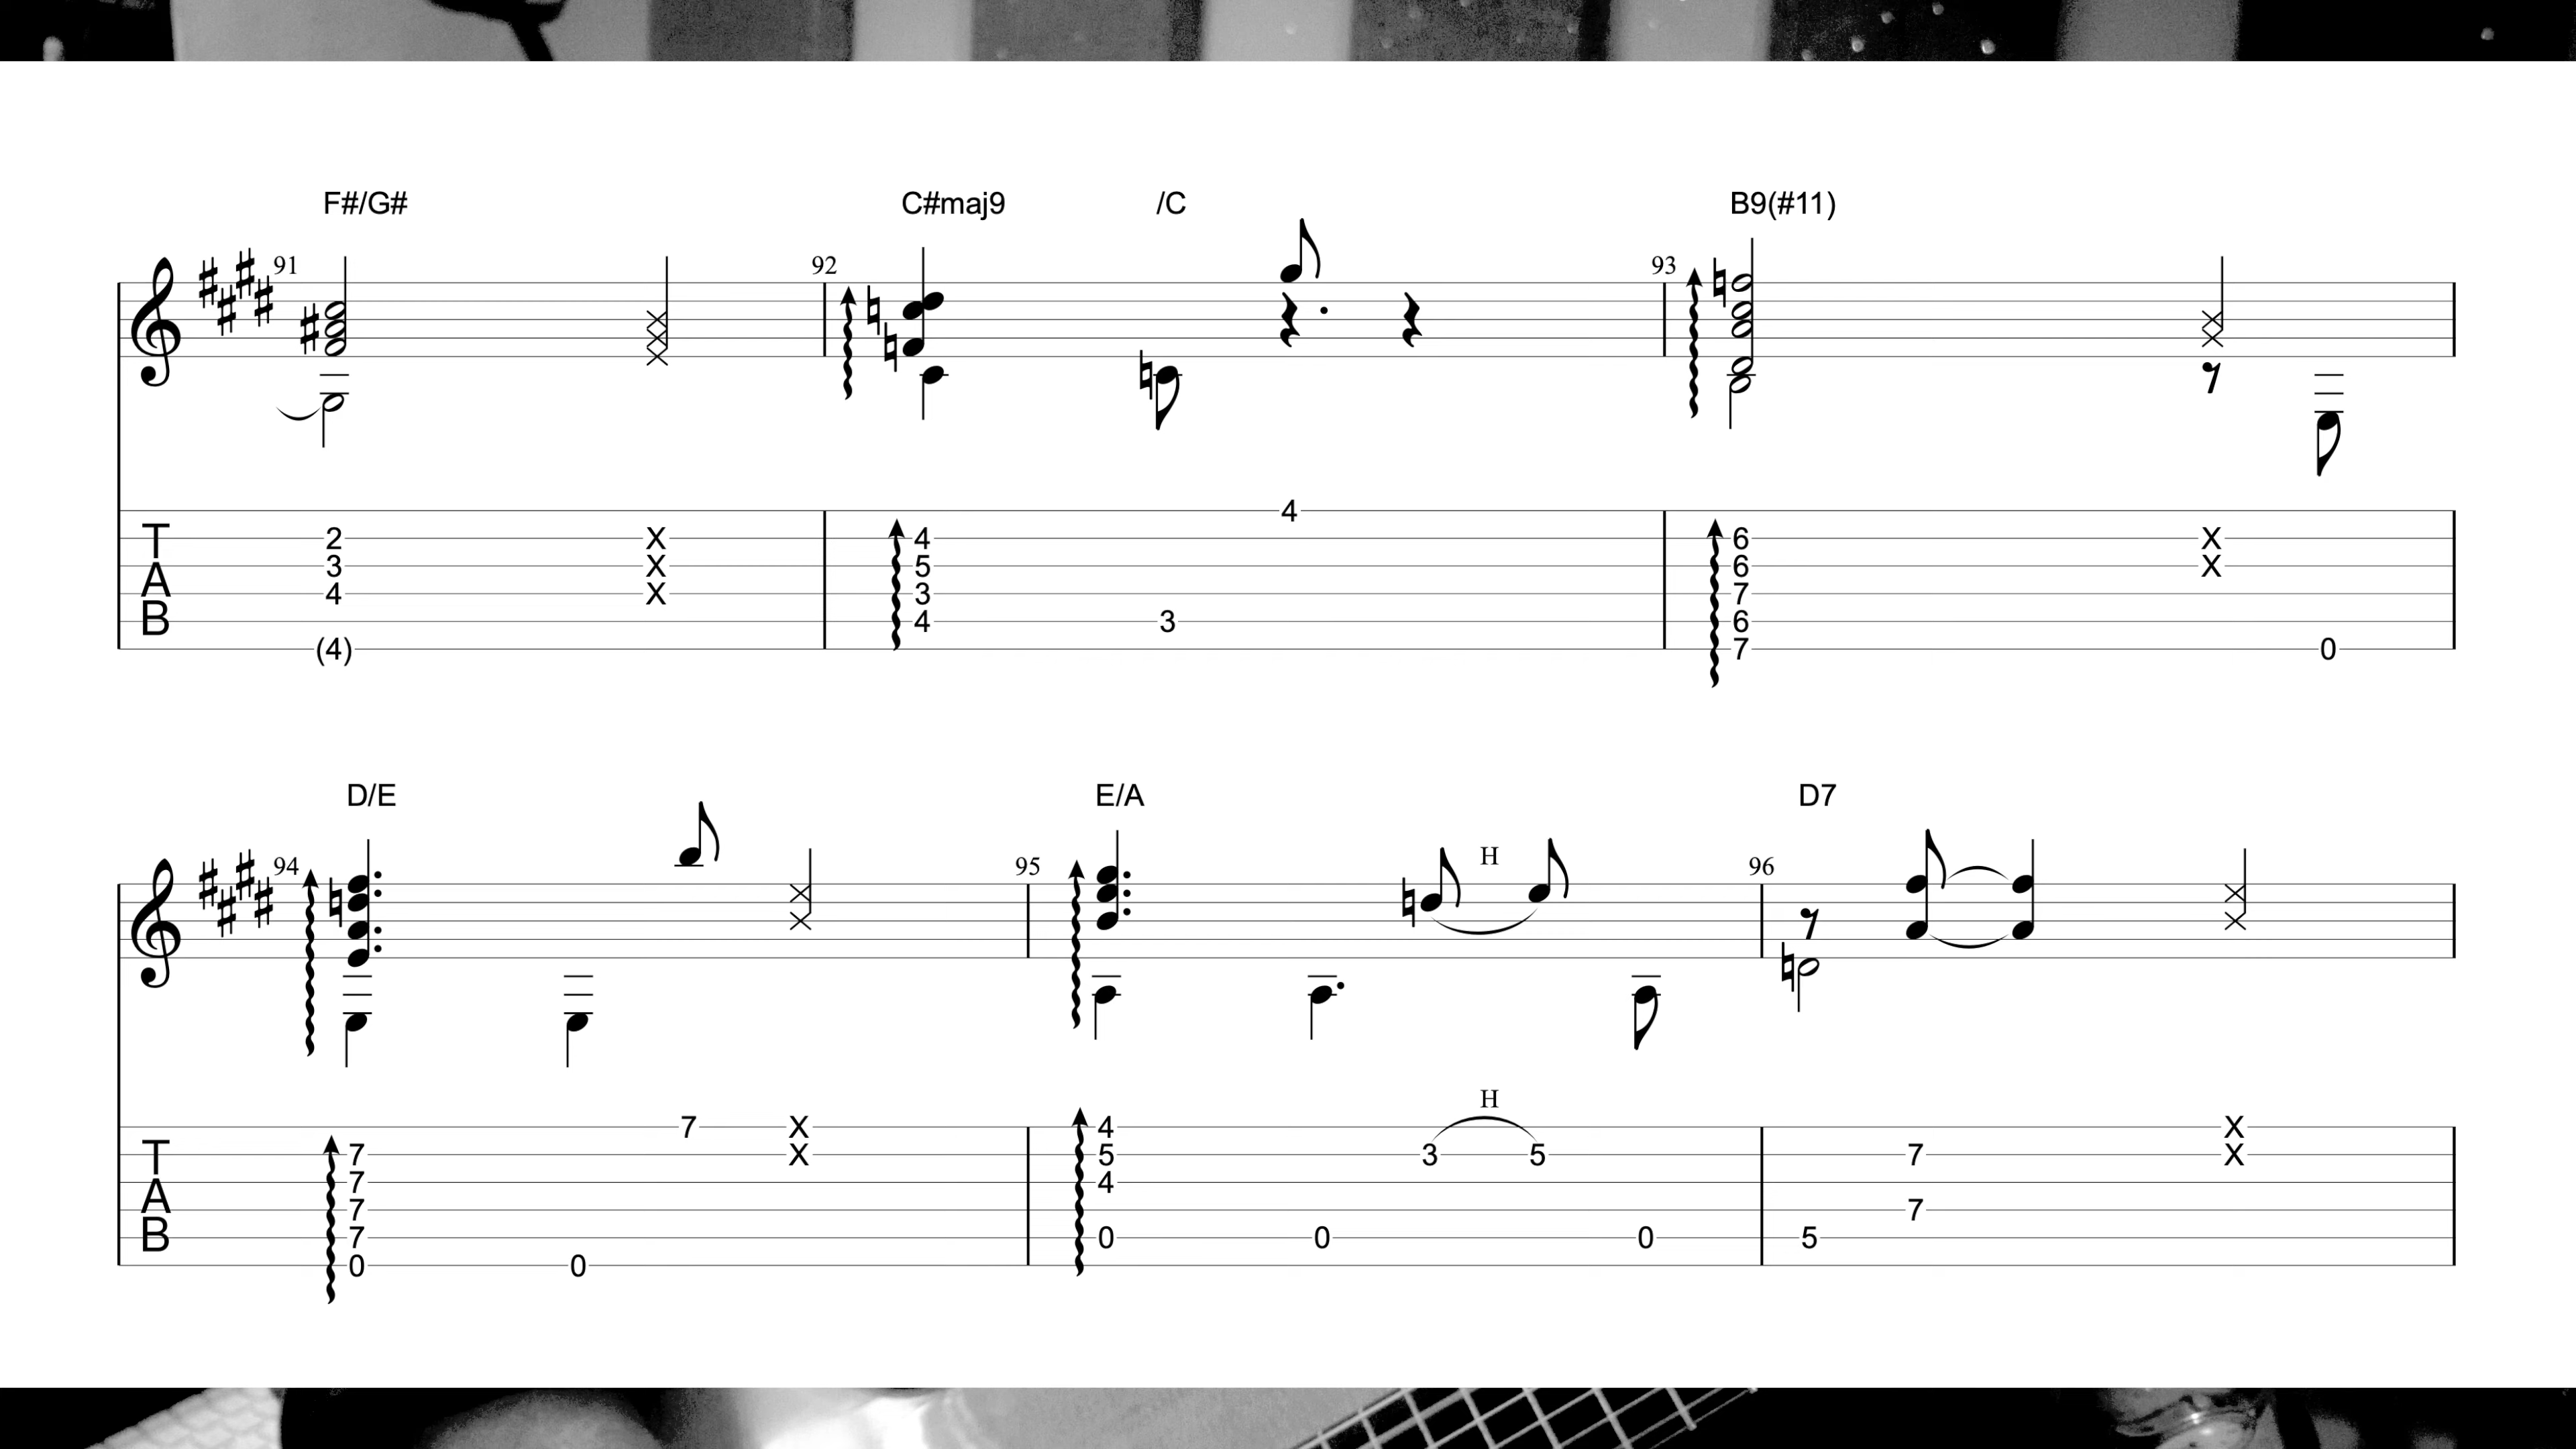 F#/G# C#maj9 /C B9(#11)
91 92 93
4
T 2 X 4 6 X
A 3 X 5 6 X
4 X 3 7
B 4 3 6
(4) 7 0
D/E E/A D7
H
94 95 96
H
7 X 4 X
T 7 X 5 3 5 7 X
7 4
A 7 7
B 7 0 0 0 5
0 0